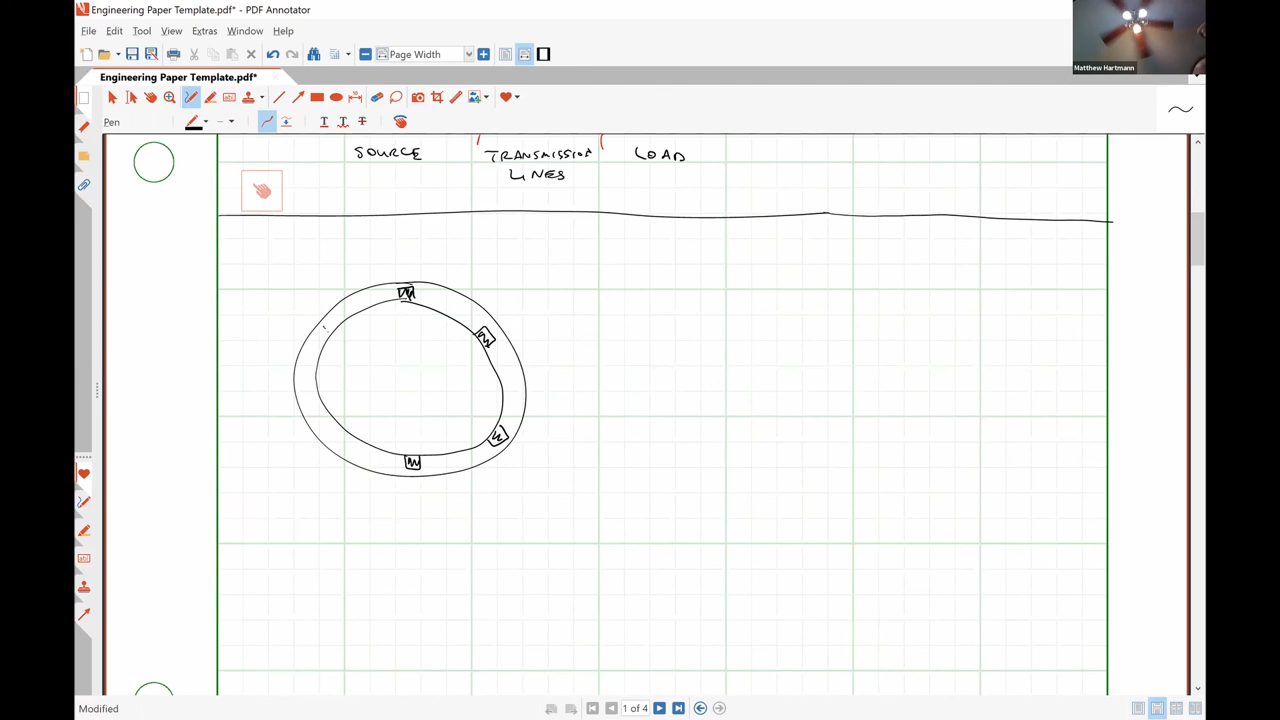 Engineering Paper Template.pdf* - PDF Annotator
File Edit Tool View Extras Window Help
Page Width
Matthew Hartmann
Engineering Paper Template.pdf*
Pen
SOURCE TRANSMISSION LOAD
LINES
Modified
1 of 4